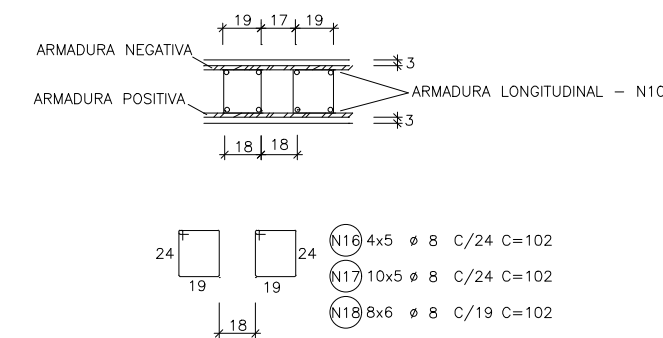 19 17 19
ARMADURA NEGATIVA
3
ARMADURA POSITIVA
ARMADURA LONGITUDINAL – N10
3
18 18
24
19
24
19
18
N16 4x5 ø 8 C/24 C=102
N17 10x5 ø 8 C/24 C=102
N18 8x6 ø 8 C/19 C=102